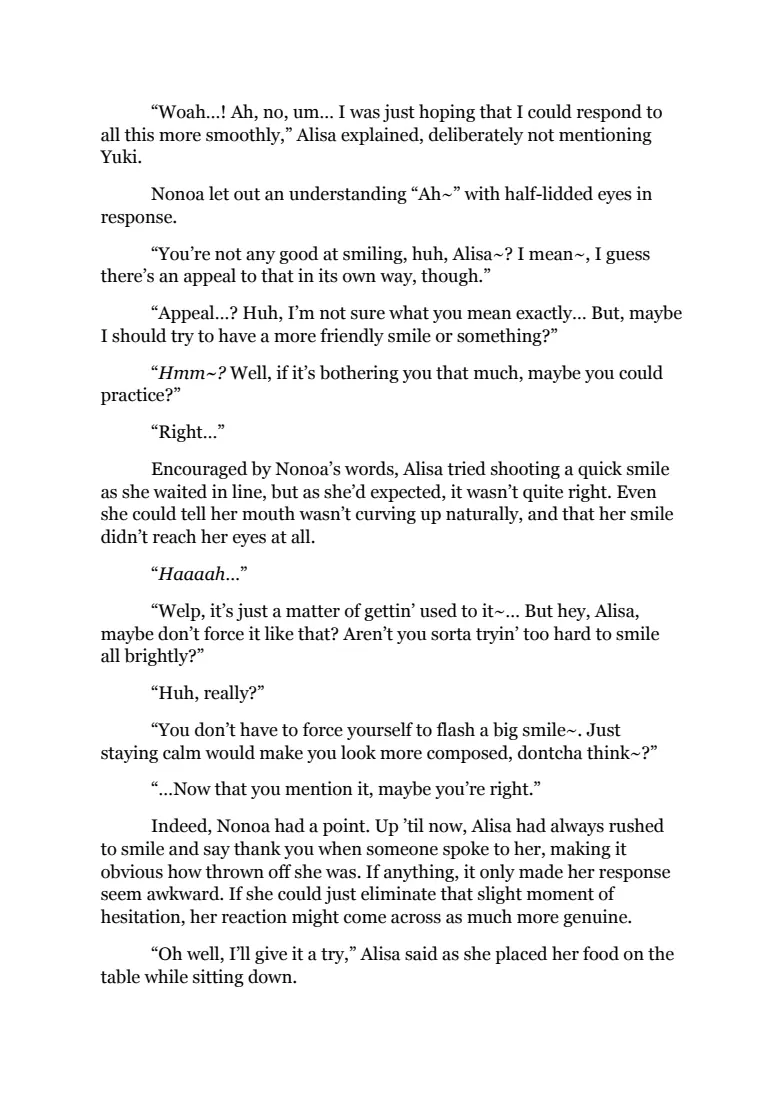 “Woah…! Ah, no, um… I was just hoping that I could respond to
all this more smoothly,” Alisa explained, deliberately not mentioning
Yuki.
Nonoa let out an understanding “Ah~” with half-lidded eyes in
response.
“You’re not any good at smiling, huh, Alisa~? I mean~, I guess
there’s an appeal to that in its own way, though.”
“Appeal…? Huh, I’m not sure what you mean exactly… But, maybe
I should try to have a more friendly smile or something?”
“Hmm~? Well, if it’s bothering you that much, maybe you could
practice?”
“Right…”
Encouraged by Nonoa’s words, Alisa tried shooting a quick smile
as she waited in line, but as she’d expected, it wasn’t quite right. Even
she could tell her mouth wasn’t curving up naturally, and that her smile
didn’t reach her eyes at all.
“Haaaah…”
“Welp, it’s just a matter of gettin’ used to it~… But hey, Alisa,
maybe don’t force it like that? Aren’t you sorta tryin’ too hard to smile
all brightly?”
“Huh, really?”
“You don’t have to force yourself to flash a big smile~. Just
staying calm would make you look more composed, dontcha think~?”
“…Now that you mention it, maybe you’re right.”
Indeed, Nonoa had a point. Up ’til now, Alisa had always rushed
to smile and say thank you when someone spoke to her, making it
obvious how thrown off she was. If anything, it only made her response
seem awkward. If she could just eliminate that slight moment of
hesitation, her reaction might come across as much more genuine.
“Oh well, I’ll give it a try,” Alisa said as she placed her food on the
table while sitting down.